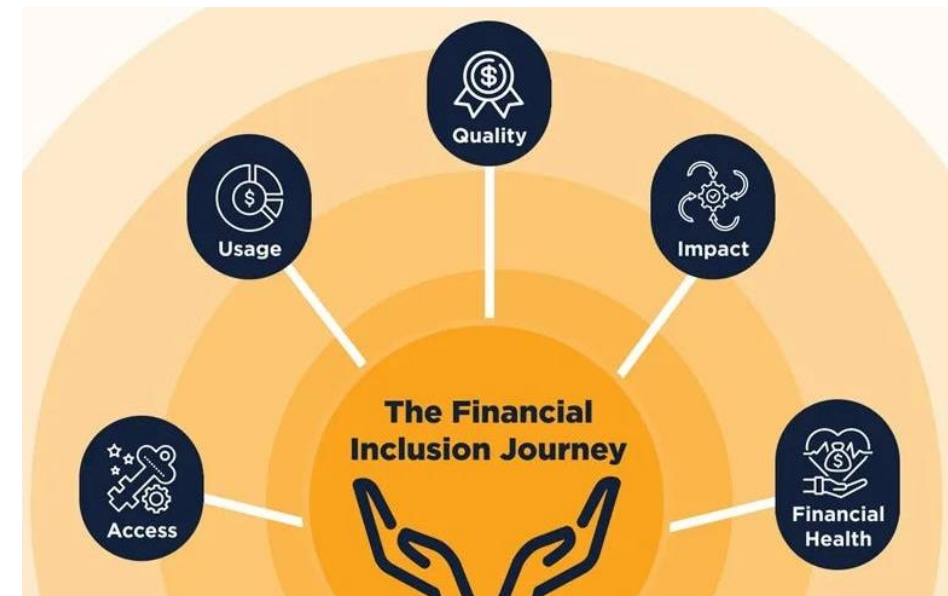 Quality
Usage
Impact
The Financial
Inclusion Journey
Access
Financial
Health